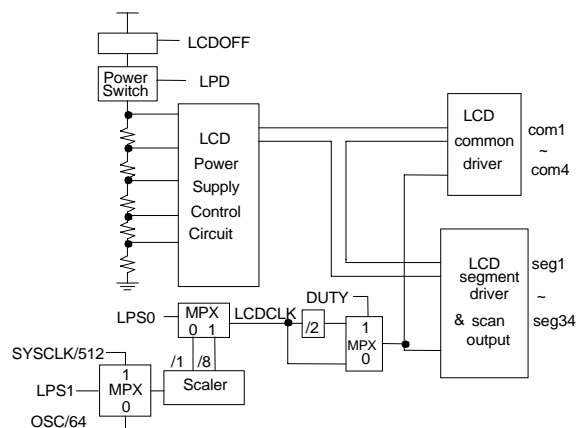 LCDOFF
Power
Switch
LPD
LCD
Power
Supply
Control
Circuit
LCD
common
driver
com1
~
com4
LCD
segment
driver
& scan
output
seg1
~
seg34
DUTY
LPS0
MPX
0 1
LCDCLK
/2
1
MPX
0
/1
/8
SYSCLK/512
LPS1
1
MPX
0
Scaler
OSC/64